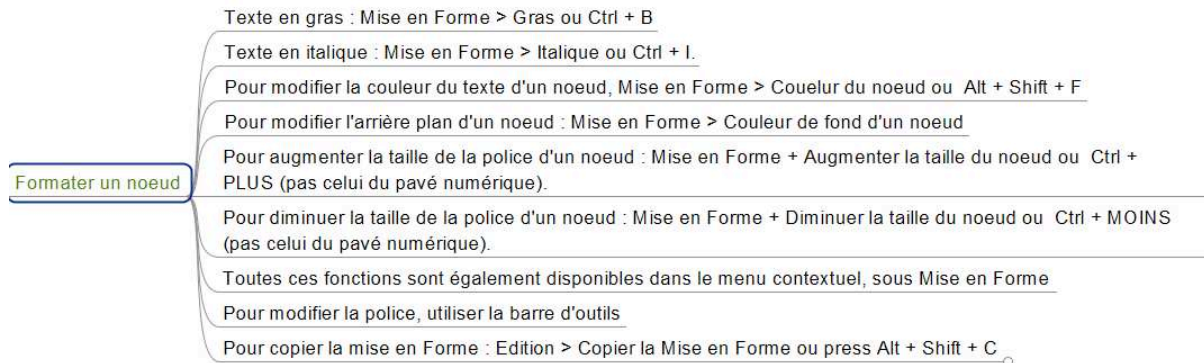 Texte en gras : Mise en Forme > Gras ou Ctrl + B
Texte en italique : Mise en Forme > Italique ou Ctrl + I.
Pour modifier la couleur du texte d'un noeud, Mise en Forme > Couelur du noeud ou Alt + Shift + F
Pour modifier l'arrière plan d'un noeud : Mise en Forme > Couleur de fond d'un noeud
Formater un noeud
Pour augmenter la taille de la police d'un noeud : Mise en Forme + Augmenter la taille du noeud ou Ctrl +
PLUS (pas celui du pavé numérique).
Pour diminuer la taille de la police d'un noeud : Mise en Forme + Diminuer la taille du noeud ou Ctrl + MOINS
(pas celui du pavé numérique).
Toutes ces fonctions sont également disponibles dans le menu contextuel, sous Mise en Forme
Pour modifier la police, utiliser la barre d'outils
Pour copier la mise en Forme : Edition > Copier la Mise en Forme ou press Alt + Shift + C